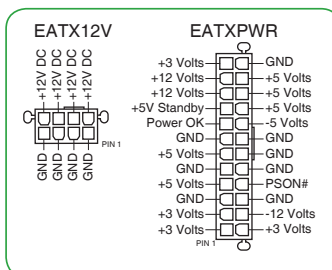 EATX12V
+12V DC
+12V DC
+12V DC
+12V DC
PIN 1
GND
GND
GND
GND
EATXPWR
+3 Volts GND
+12 Volts +5 Volts
+12 Volts +5 Volts
+5V Standby +5 Volts
Power OK -5 Volts
GND GND
+5 Volts GND
GND GND
+5 Volts PSON#
GND GND
+3 Volts -12 Volts
+3 Volts +3 Volts
PIN 1